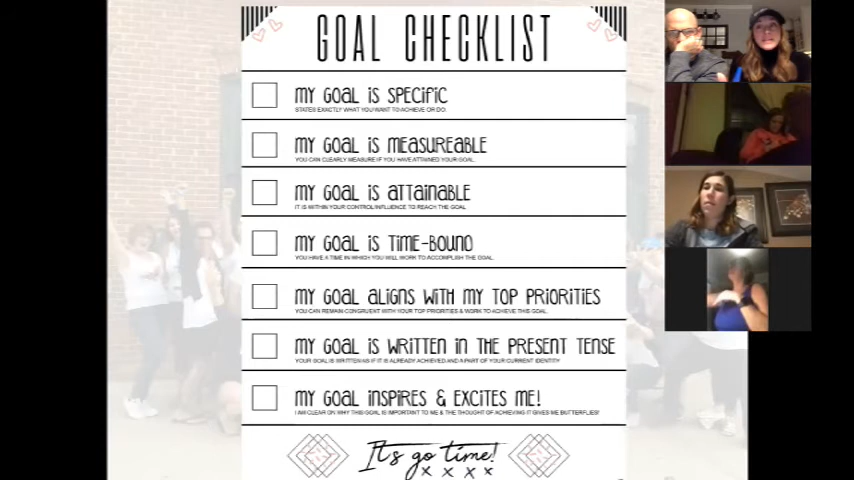 GOAL CHECKLIST
MY GOAL IS SPECIFIC
STATES EXACTLY WHAT YOU WANT TO ACHIEVE OR DO.
MY GOAL IS MEASUREABLE
YOU CAN CLEARLY MEASURE IF YOU HAVE ATTAINED YOUR GOAL.
MY GOAL IS ATTAINABLE
IT IS WITHIN YOUR CONTROL/INFLUENCE TO REACH THE GOAL
MY GOAL IS TIME-BOUND
YOU HAVE A TIME IN WHICH YOU WILL WORK TO ACCOMPLISH THE GOAL.
MY GOAL ALIGNS WITH MY TOP PRIORITIES
YOU CAN REMAIN CONGRUENT WITH YOUR TOP PRIORITIES & WORK TO ACHIEVE THIS GOAL.
MY GOAL IS WRITTEN IN THE PRESENT TENSE
YOUR GOAL IS WRITTEN AS IF IT IS ALREADY ACHIEVED AND A PART OF YOUR CURRENT IDENTITY
MY GOAL INSPIRES & EXCITES ME!
I AM CLEAR ON WHY THIS GOAL IS IMPORTANT TO ME & THE THOUGHT OF ACHIEVING IT GIVES ME BUTTERFLIES!
It's go time!
x x x x